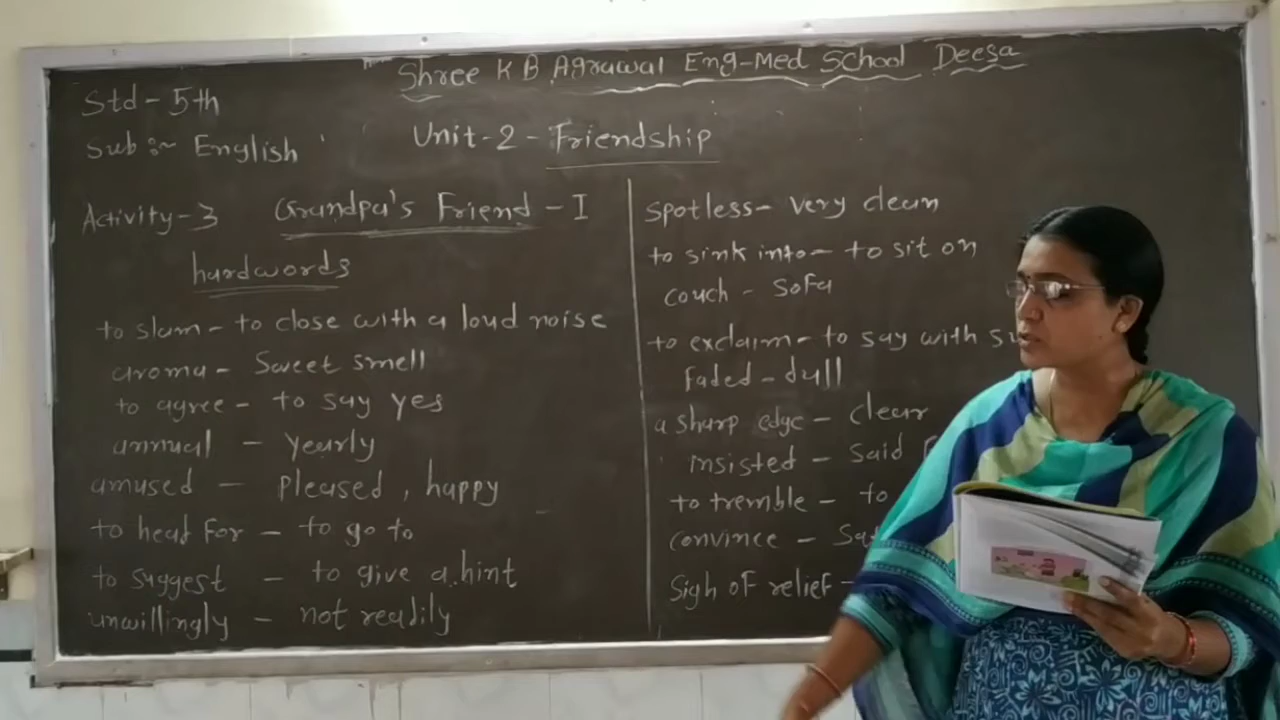 Shree K B Agrawal Eng-Med School Deesa
Std - 5th
Sub :- English
Unit-2 - Friendship
Activity-3 Grandpa's Friend - I
hardwords
to slam - to close with a loud noise
aroma - Sweet smell
to agree - to say yes
annual - yearly
amused - pleased, happy
to head for - to go to
to suggest - to give a hint
unwillingly - not readily
spotless - very clean
to sink into - to sit on
couch - sofa
to exclaim - to say with
faded - dull
a sharp edge - clear
insisted - said
to tremble - to
convince -
Sigh of relief -